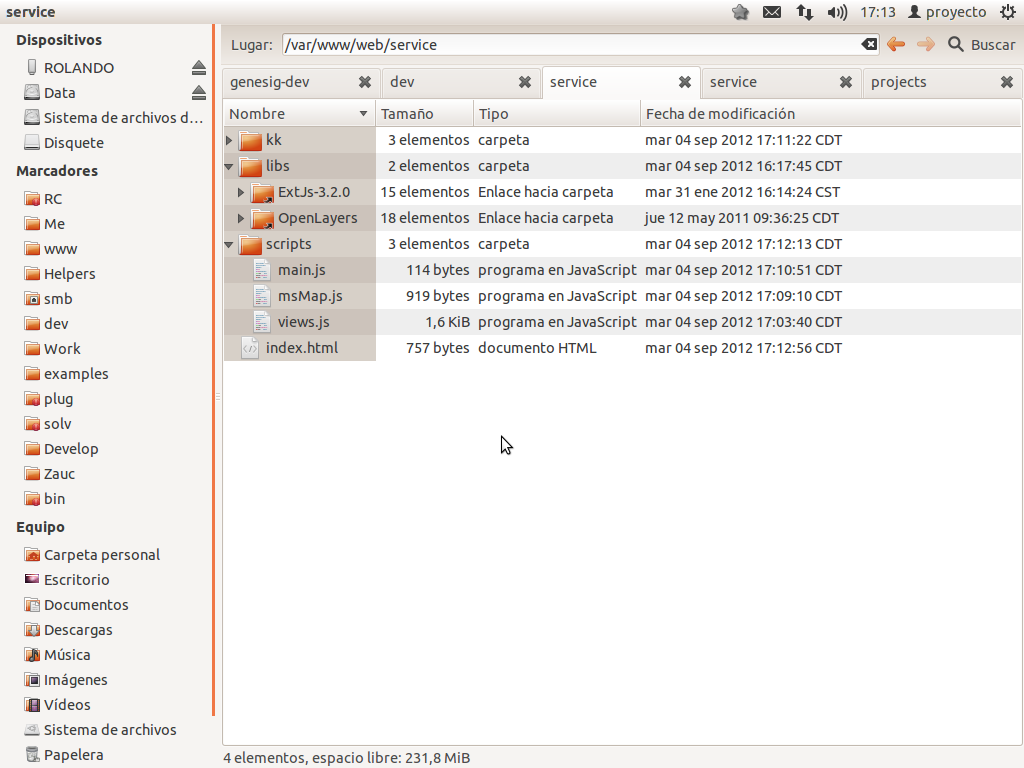 service 17:13 proyecto
Dispositivos
ROLANDO
Data
Sistema de archivos d...
Disquete
Marcadores
RC
Me
www
Helpers
smb
dev
Work
examples
plug
solv
Develop
Zauc
bin
Equipo
Carpeta personal
Escritorio
Documentos
Descargas
Música
Imágenes
Vídeos
Sistema de archivos
Papelera
Lugar: /var/www/web/service Buscar
genesig-dev dev service service projects
Nombre Tamaño Tipo Fecha de modificación
kk 3 elementos carpeta mar 04 sep 2012 17:11:22 CDT
libs 2 elementos carpeta mar 04 sep 2012 16:17:45 CDT
ExtJs-3.2.0 15 elementos Enlace hacia carpeta mar 31 ene 2012 16:14:24 CST
OpenLayers 18 elementos Enlace hacia carpeta jue 12 may 2011 09:36:25 CDT
scripts 3 elementos carpeta mar 04 sep 2012 17:12:13 CDT
main.js 114 bytes programa en JavaScript mar 04 sep 2012 17:10:51 CDT
msMap.js 919 bytes programa en JavaScript mar 04 sep 2012 17:09:10 CDT
views.js 1,6 KiB programa en JavaScript mar 04 sep 2012 17:03:40 CDT
index.html 757 bytes documento HTML mar 04 sep 2012 17:12:56 CDT
4 elementos, espacio libre: 231,8 MiB